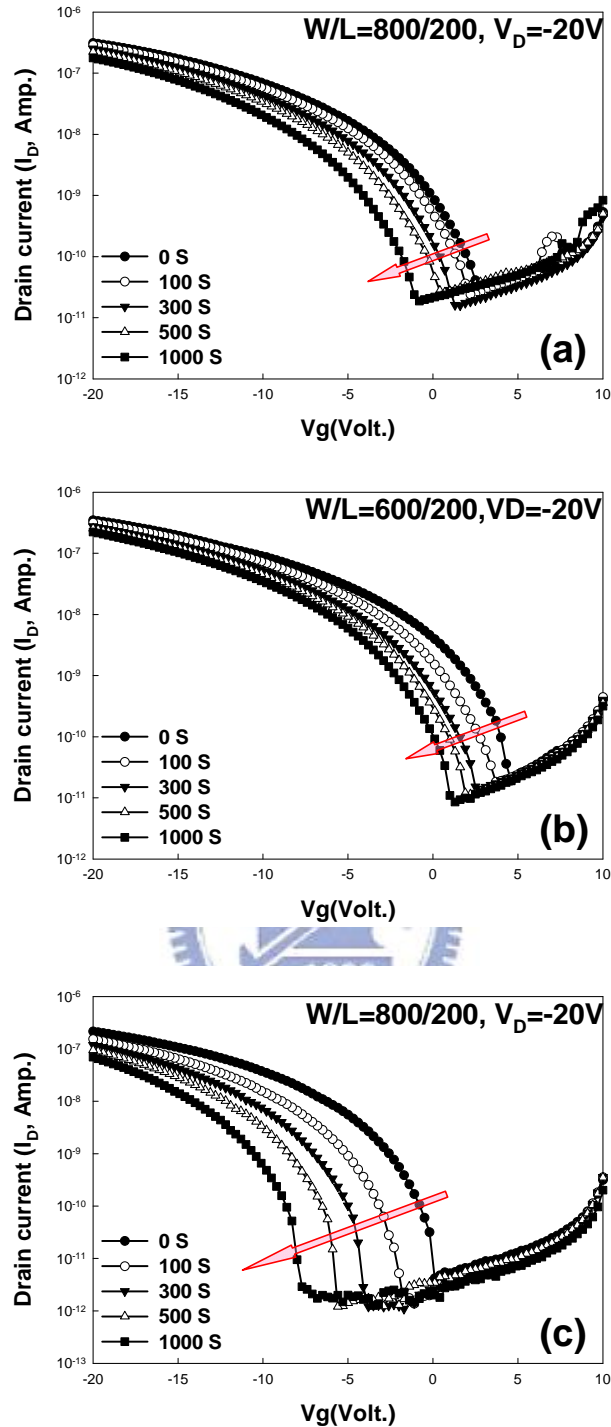 W/L=800/200, V_D=-20V
Drain current (I_D, Amp.)
10^-6
10^-7
10^-8
10^-9
10^-10
10^-11
10^-12
0 S
100 S
300 S
500 S
1000 S
(a)
-20 -15 -10 -5 0 5 10
Vg(Volt.)
W/L=600/200,VD=-20V
Drain current (I_D, Amp.)
10^-6
10^-7
10^-8
10^-9
10^-10
10^-11
10^-12
0 S
100 S
300 S
500 S
1000 S
(b)
-20 -15 -10 -5 0 5 10
Vg(Volt.)
W/L=800/200, V_D=-20V
Drain current (I_D, Amp.)
10^-6
10^-7
10^-8
10^-9
10^-10
10^-11
10^-12
10^-13
0 S
100 S
300 S
500 S
1000 S
(c)
-20 -15 -10 -5 0 5 10
Vg(Volt.)